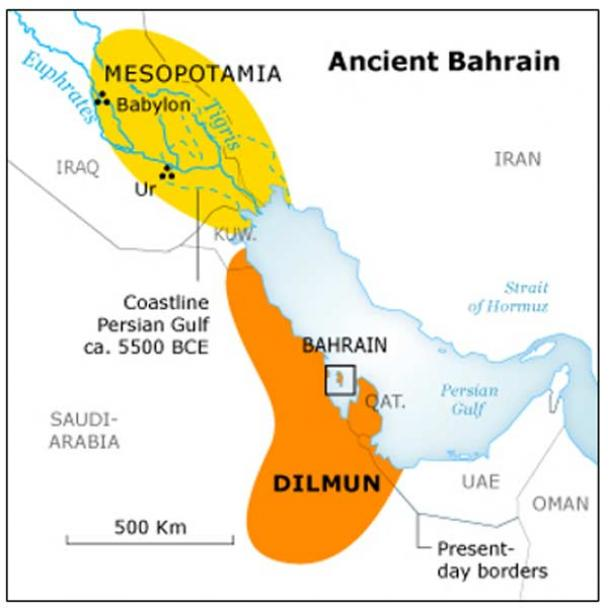 Ancient Bahrain
MESOPOTAMIA
Euphrates
Tigris
Babylon
IRAQ
Ur
IRAN
KUW.
Coastline
Persian Gulf
ca. 5500 BCE
Strait
of Hormuz
BAHRAIN
QAT.
Persian
Gulf
SAUDI-
ARABIA
DILMUN
UAE
OMAN
500 Km
Present-
day borders